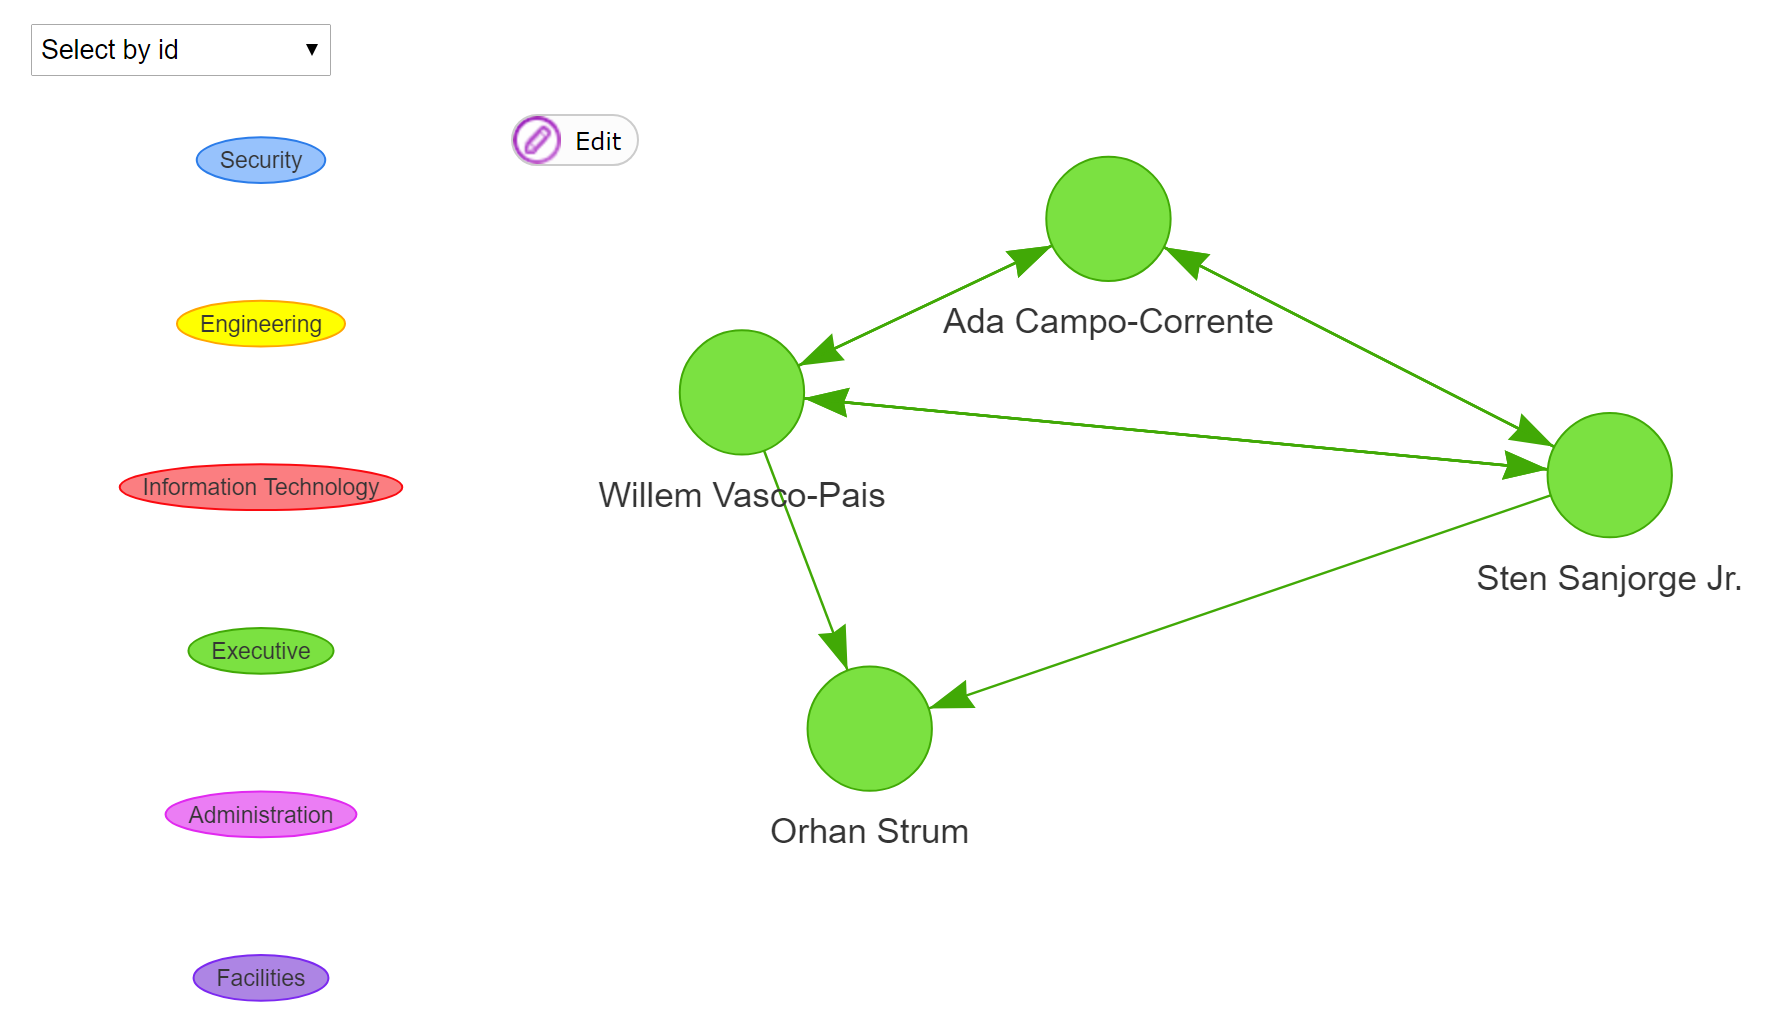 Select by id
Security
Edit
Engineering
Ada Campo-Corrente
Information Technology
Willem Vasco-Pais
Sten Sanjorge Jr.
Executive
Administration
Orhan Strum
Facilities